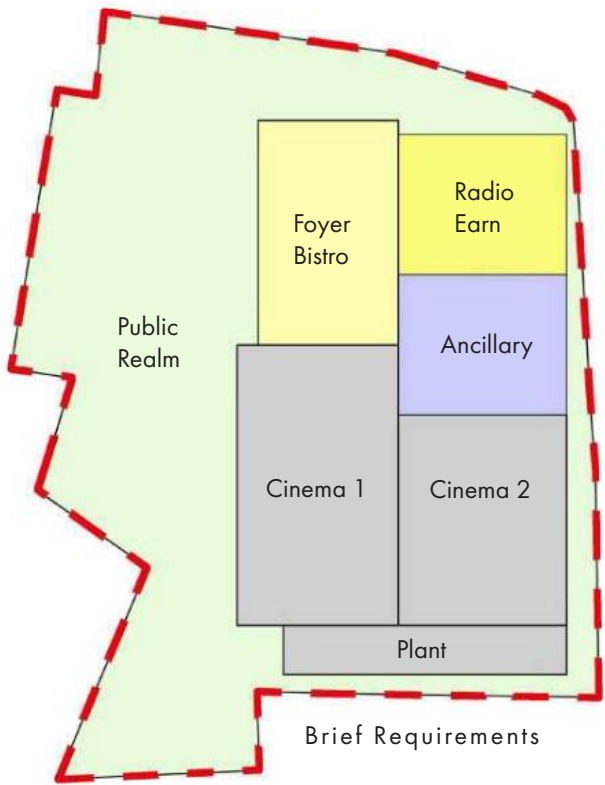 Radio
Earn
Foyer
Bistro
Public
Realm
Ancillary
Cinema 1
Cinema 2
Plant
Brief Requirements